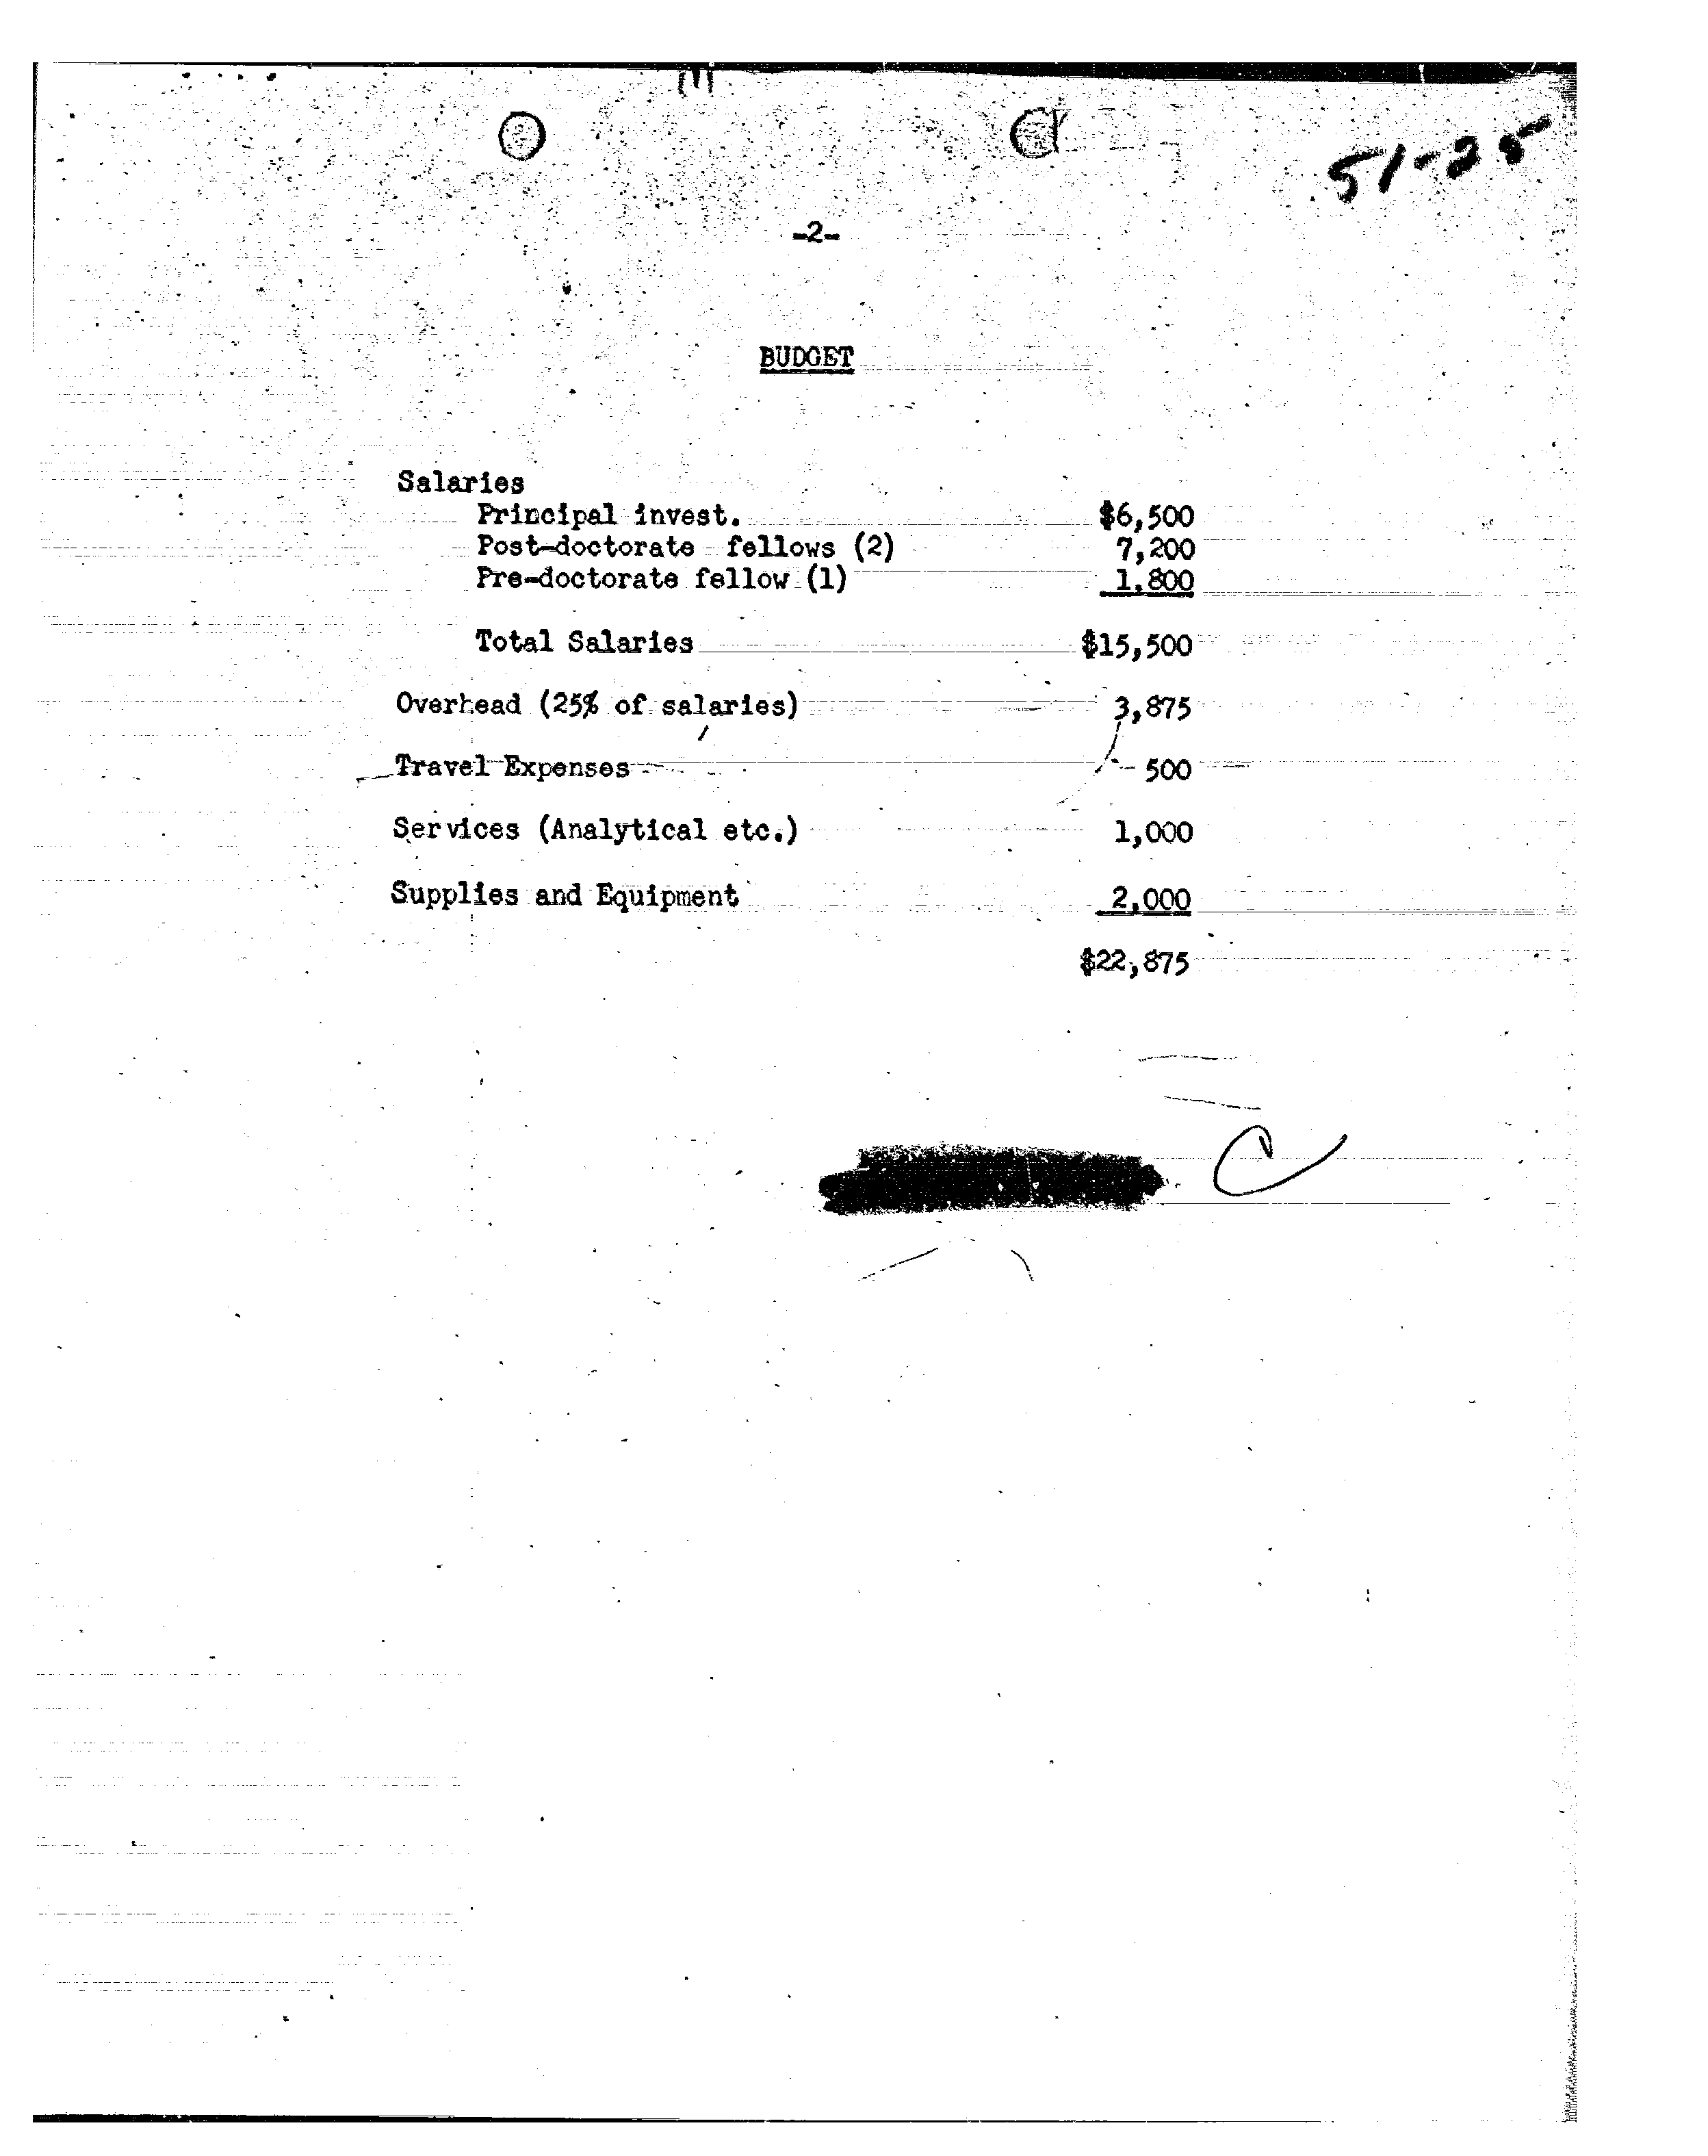 51-25
-2-
BUDGET
Salaries
Principal invest. $6,500
Post-doctorate fellows (2) 7,200
Pre-doctorate fellow (1) 1,800
Total Salaries $15,500
Overhead (25% of salaries) 3,875
Travel Expenses 500
Services (Analytical etc.) 1,000
Supplies and Equipment 2,000
$22,875
C